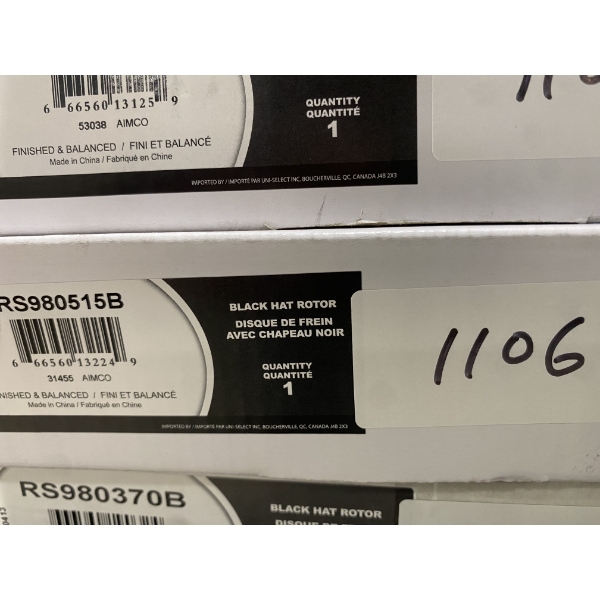 6 66560 13125 9
53038 AIMCO
FINISHED & BALANCED / FINI ET BALANCÉ
Made in China / Fabriqué en Chine
QUANTITY
QUANTITÉ
1
IMPORTED BY / IMPORTÉ PAR UNI-SELECT INC. BOUCHERVILLE, QC, CANADA J4B 2X3
RS980515B
6 66560 13224 9
31455 AIMCO
NISHED & BALANCED / FINI ET BALANCÉ
Made in China / Fabriqué en Chine
BLACK HAT ROTOR
DISQUE DE FREIN
AVEC CHAPEAU NOIR
QUANTITY
QUANTITÉ
1
IMPORTED BY / IMPORTÉ PAR UNI-SELECT INC. BOUCHERVILLE, QC, CANADA J4B 2X3
1106
RS980370B
BLACK HAT ROTOR
DISQUE DE FREIN